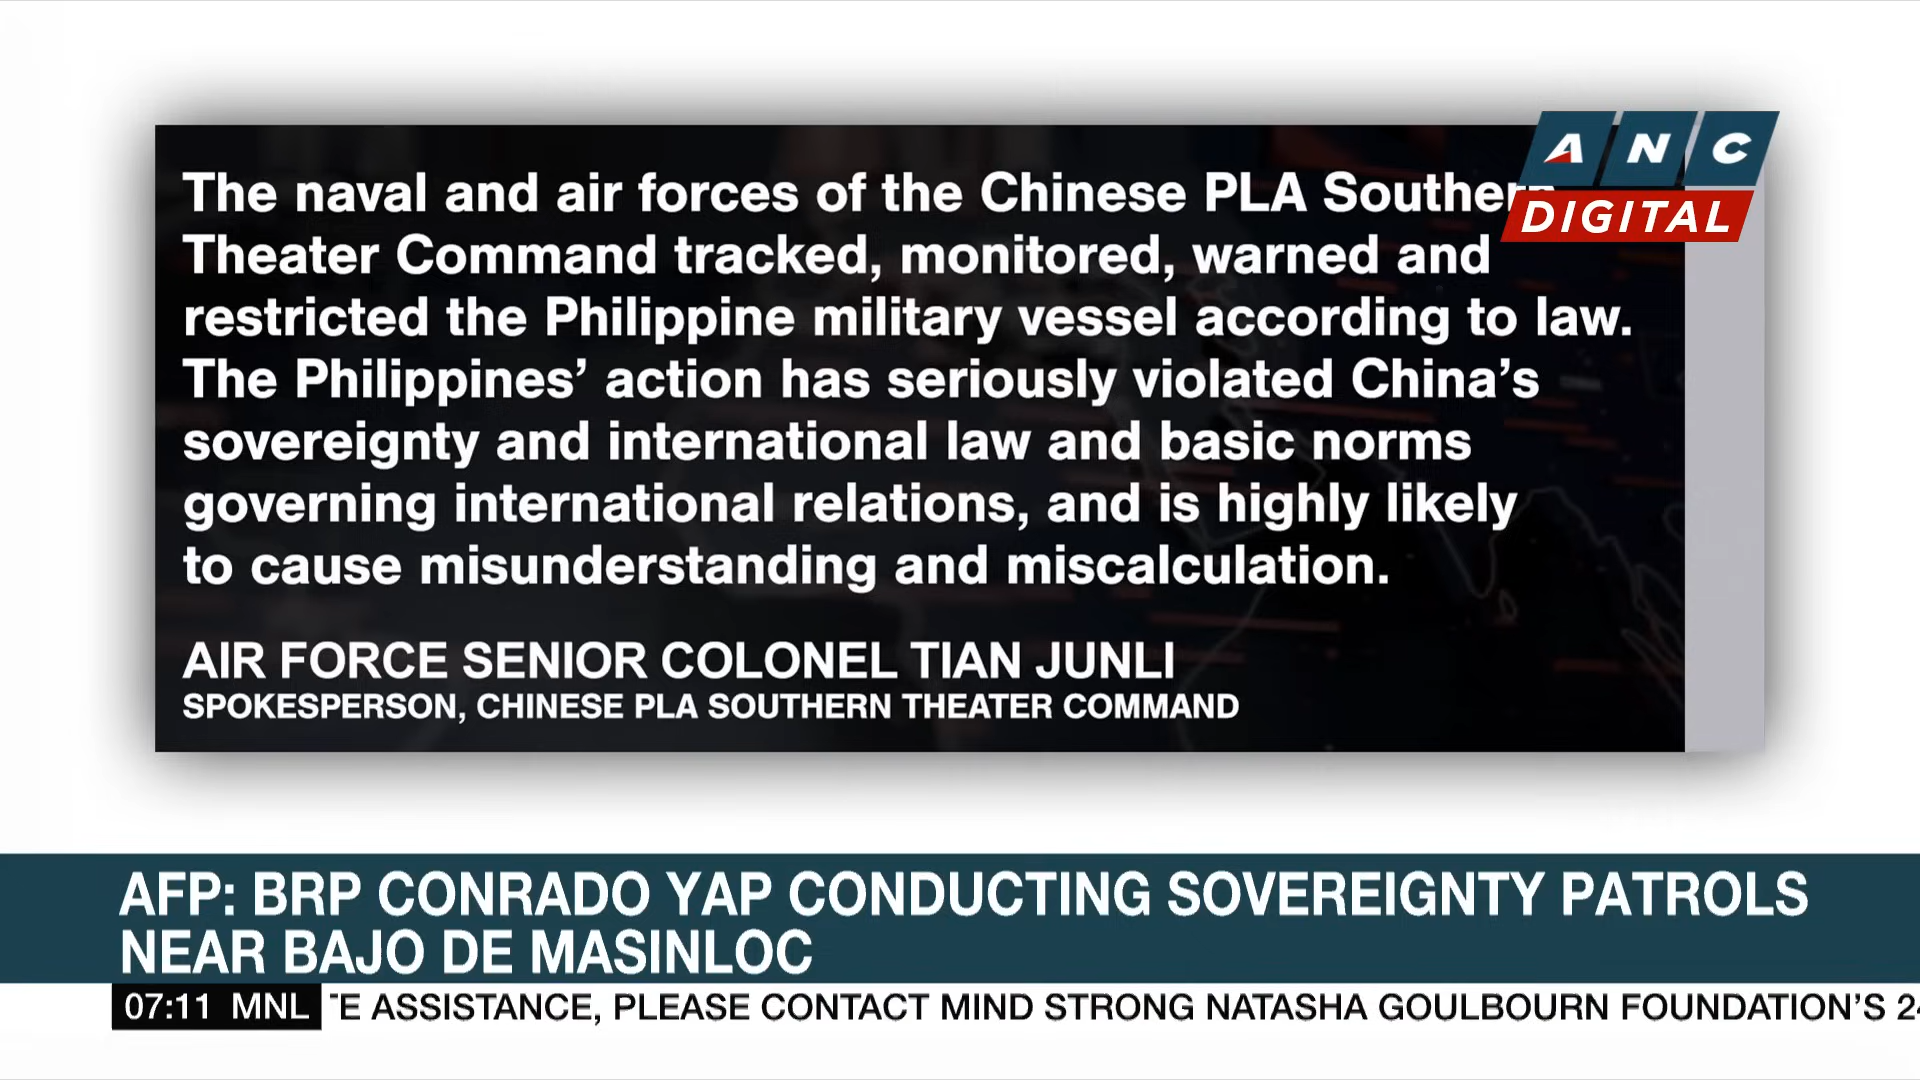 The naval and air forces of the Chinese PLA Southern
Theater Command tracked, monitored, warned and
restricted the Philippine military vessel according to law.
The Philippines’ action has seriously violated China’s
sovereignty and international law and basic norms
governing international relations, and is highly likely
to cause misunderstanding and miscalculation.
AIR FORCE SENIOR COLONEL TIAN JUNLI
SPOKESPERSON, CHINESE PLA SOUTHERN THEATER COMMAND
ANC
DIGITAL
AFP: BRP CONRADO YAP CONDUCTING SOVEREIGNTY PATROLS
NEAR BAJO DE MASINLOC
07:11 MNL
ASSISTANCE, PLEASE CONTACT MIND STRONG NATASHA GOULBOURN FOUNDATION’S